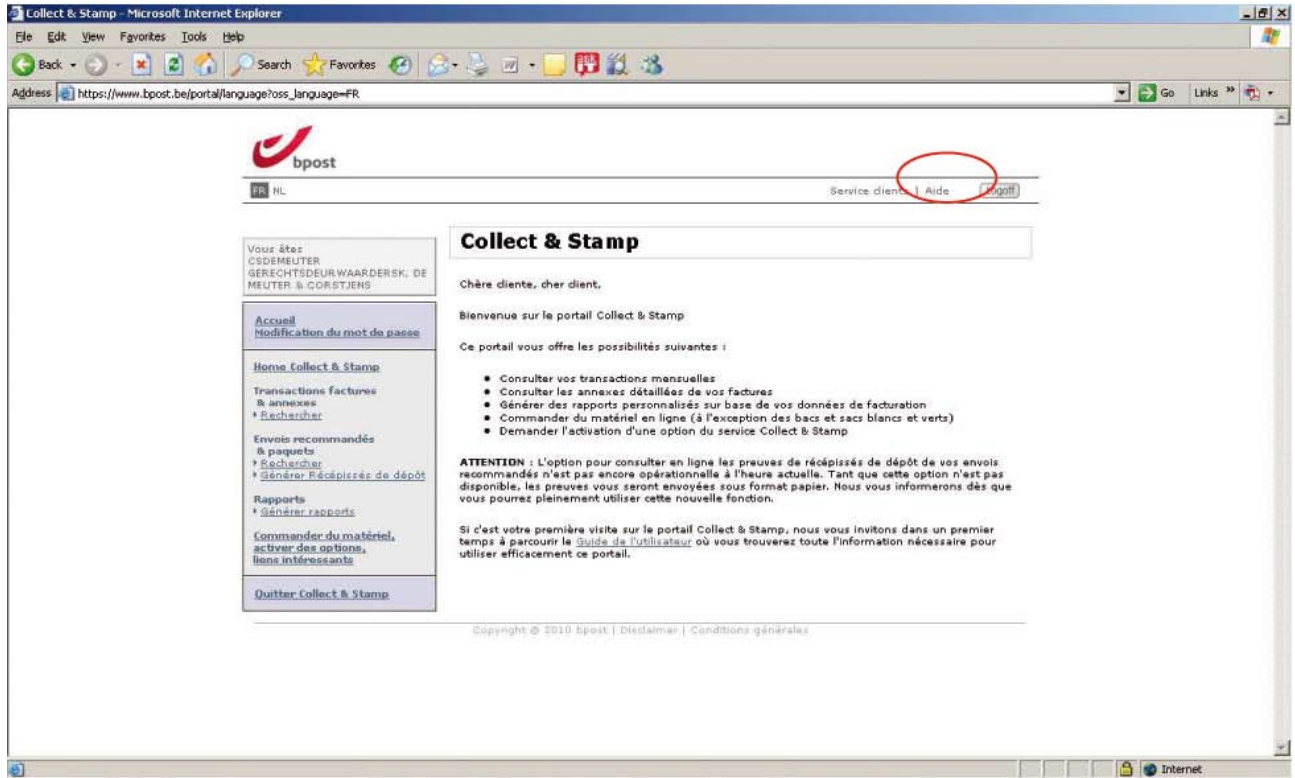 Collect & Stamp - Microsoft Internet Explorer
File Edit View Favorites Tools Help
Back Search Favorites
Address https://www.bpost.be/portal/language?oss_language=FR Go Links »
bpost
FR NL
Service clients | Aide Logoff
Vous êtes
CSDEMEUTER
GERECHTSDEURWAARDERSK. DE
MEUTER & CORSTJENS
Accueil
Modification du mot de passe
Home Collect & Stamp
Transactions factures
& annexes
Rechercher
Envois recommandés
& paquets
Rechercher
Générer Récépissés de dépôt
Rapports
Générer rapports
Commander du matériel,
activer des options,
liens intéressants
Quitter Collect & Stamp
Collect & Stamp
Chère cliente, cher client,
Bienvenue sur le portail Collect & Stamp
Ce portail vous offre les possibilités suivantes :
• Consulter vos transactions mensuelles
• Consulter les annexes détaillées de vos factures
• Générer des rapports personnalisés sur base de vos données de facturation
• Commander du matériel en ligne (à l'exception des bacs et sacs blancs et verts)
• Demander l'activation d'une option du service Collect & Stamp
ATTENTION : L'option pour consulter en ligne les preuves de récépissés de dépôt de vos envois
recommandés n'est pas encore opérationnelle à l'heure actuelle. Tant que cette option n'est pas
disponible, les preuves vous seront envoyées sous format papier. Nous vous informerons dès que
vous pourrez pleinement utiliser cette nouvelle fonction.
Si c'est votre première visite sur le portail Collect & Stamp, nous vous invitons dans un premier
temps à parcourir le Guide de l'utilisateur où vous trouverez toute l'information nécessaire pour
utiliser efficacement ce portail.
Copyright @ 2010 bpost | Disclaimer | Conditions générales
Internet